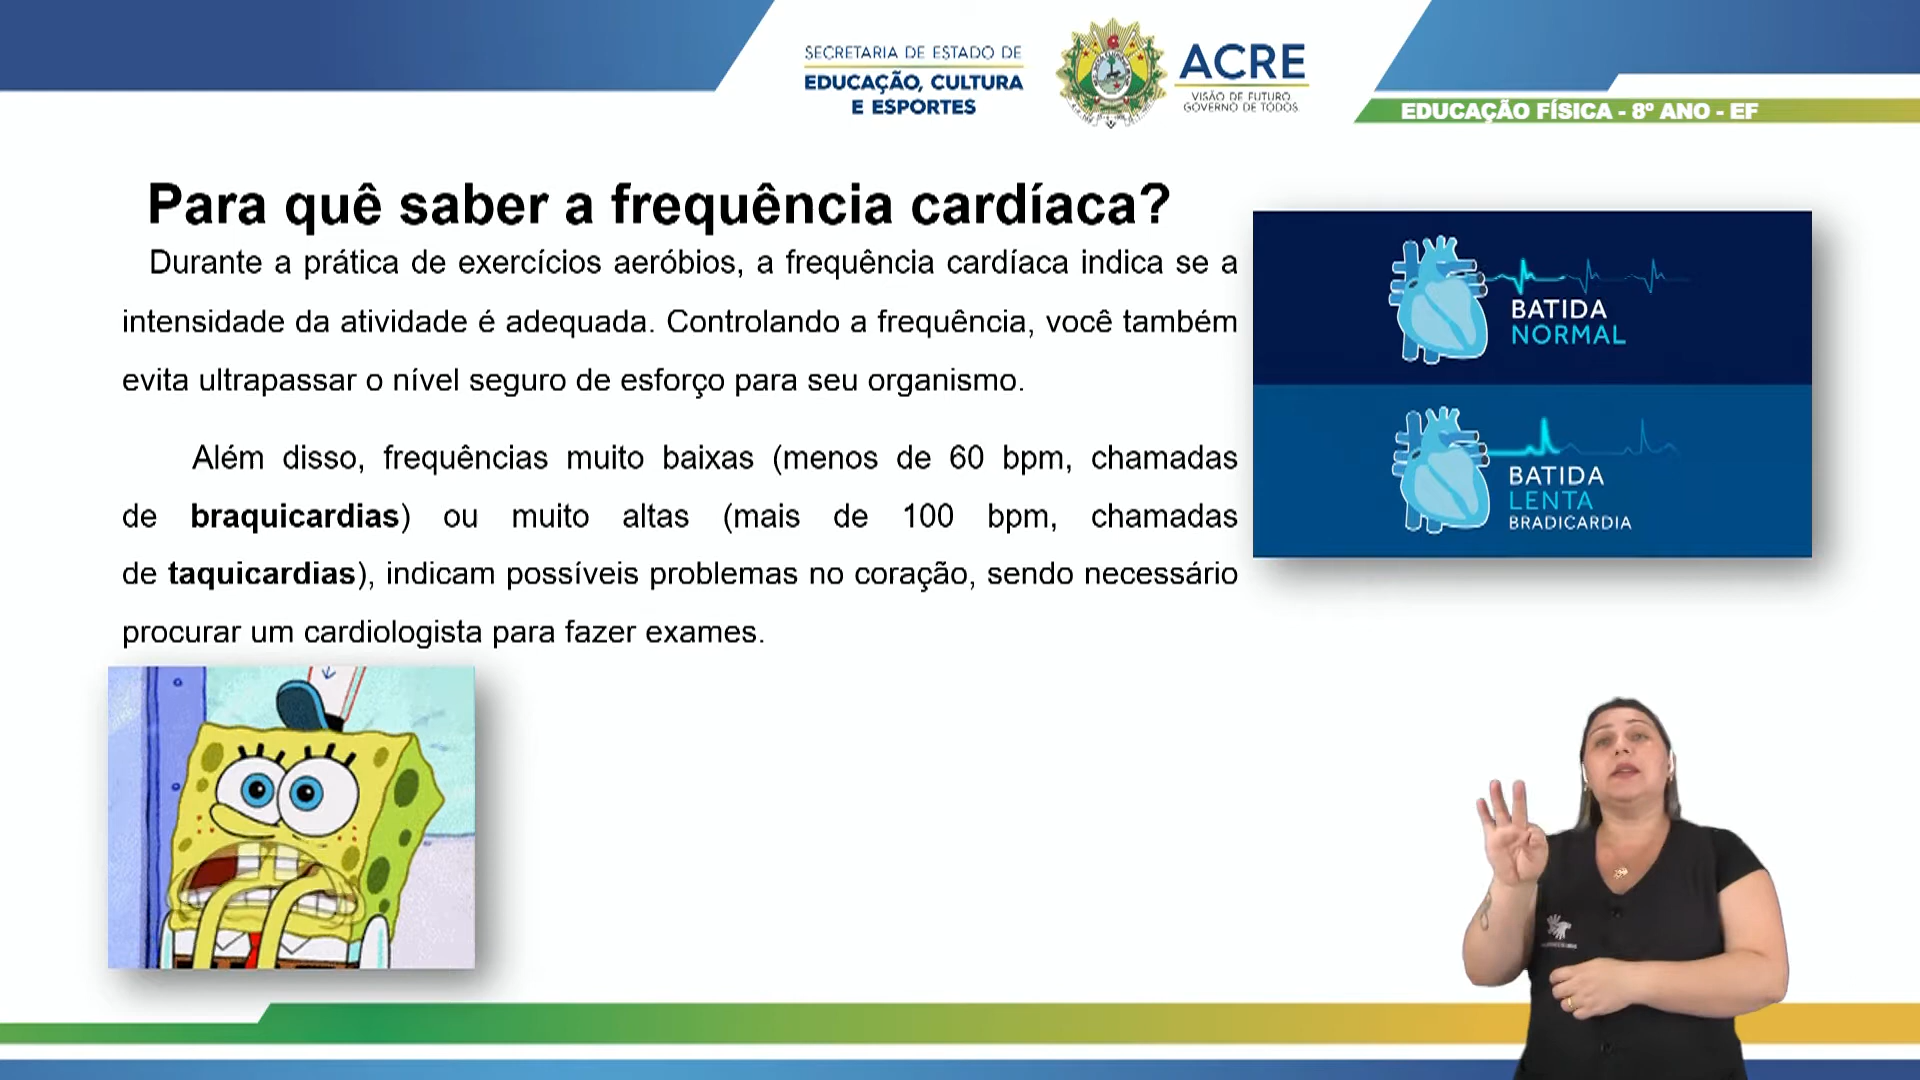 SECRETARIA DE ESTADO DE
EDUCAÇÃO, CULTURA
E ESPORTES
ACRE
VISÃO DE FUTURO
GOVERNO DE TODOS
EDUCAÇÃO FÍSICA - 8º ANO - EF
Para quê saber a frequência cardíaca?
Durante a prática de exercícios aeróbios, a frequência cardíaca indica se a
intensidade da atividade é adequada. Controlando a frequência, você também
evita ultrapassar o nível seguro de esforço para seu organismo.
Além disso, frequências muito baixas (menos de 60 bpm, chamadas
de braquicardias) ou muito altas (mais de 100 bpm, chamadas
de taquicardias), indicam possíveis problemas no coração, sendo necessário
procurar um cardiologista para fazer exames.
BATIDA
NORMAL
BATIDA
LENTA
BRADICARDIA